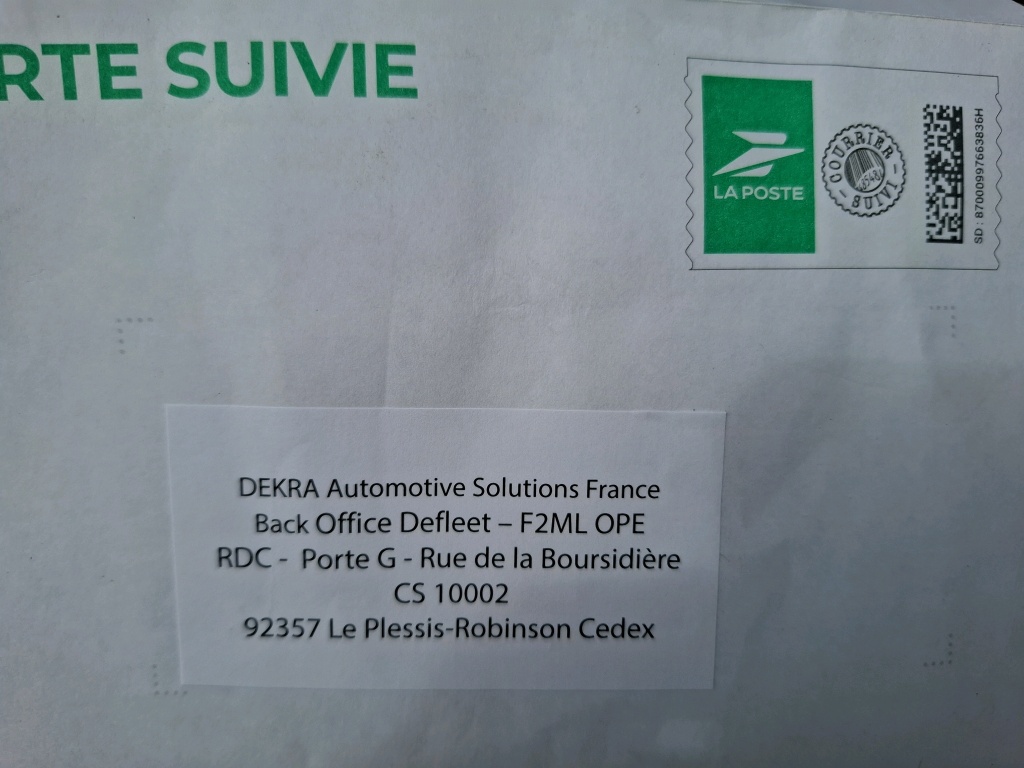 RTE SUIVIE
LA POSTE
COURRIER
SUIVI
SD : 87000997663836H
DEKRA Automotive Solutions France
Back Office Defleet – F2ML OPE
RDC - Porte G - Rue de la Boursidière
CS 10002
92357 Le Plessis-Robinson Cedex